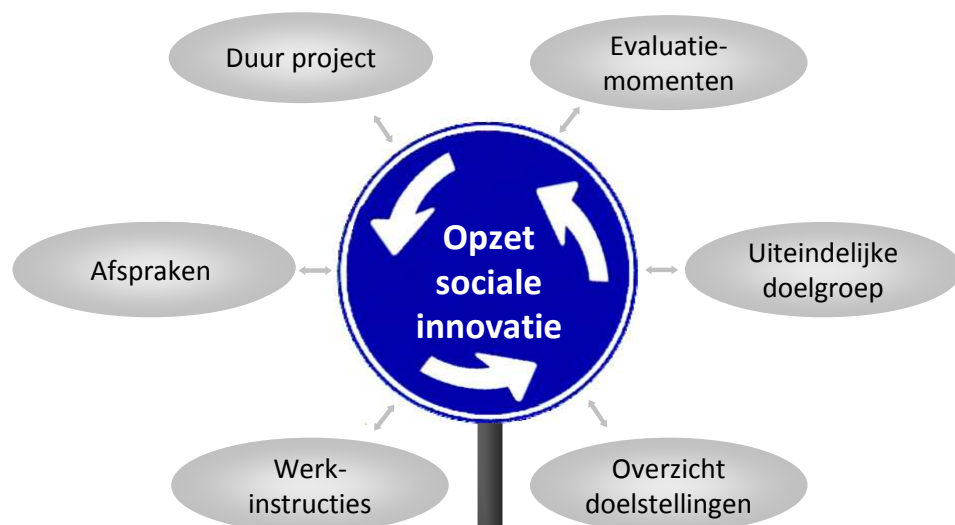 Duur project
Evaluatie-
momenten
Afspraken
Opzet
sociale
innovatie
Uiteindelijke
doelgroep
Werk-
instructies
Overzicht
doelstellingen